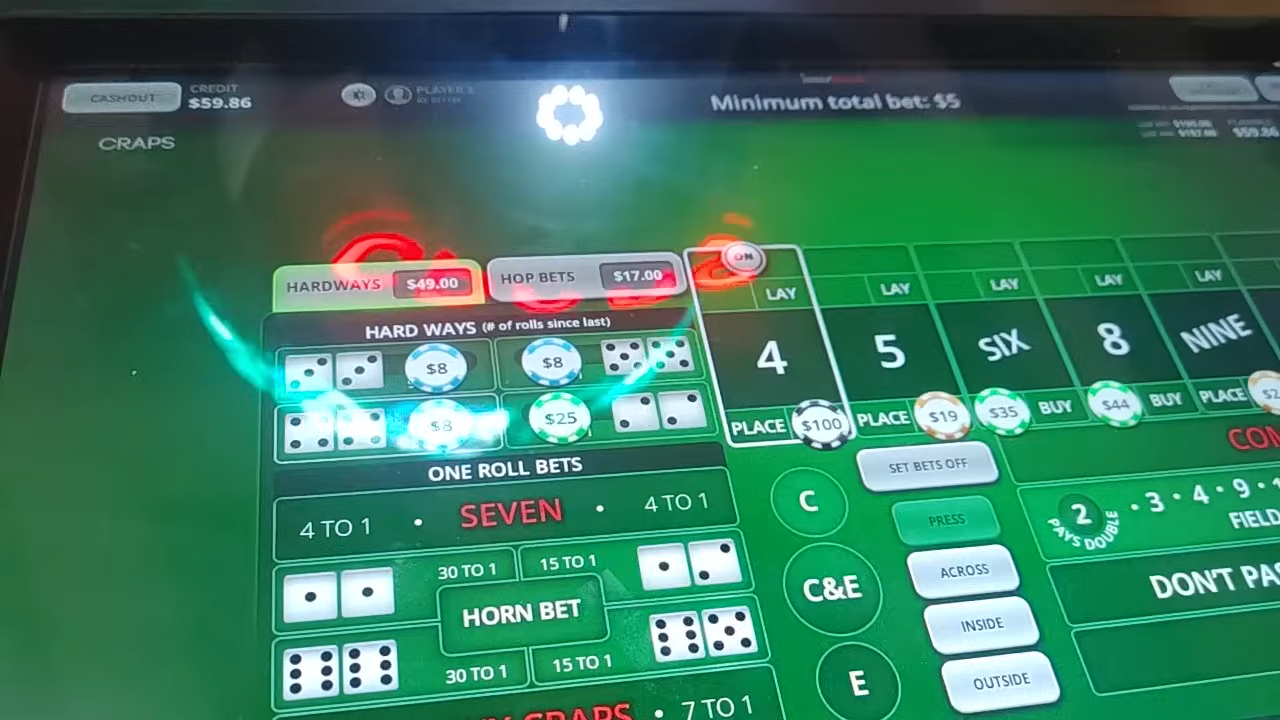 CASHOUT
CREDIT
$59.86
Minimum total bet: $5
$59.86
CRAPS
HARDWAYS $49.00
HOP BETS $17.00
ON
HARD WAYS (# of rolls since last)
$8 $8
$8 $25
LAY LAY LAY LAY LAY
4 5 SIX 8 NINE
PLACE $100 PLACE $19 $35 BUY $44 BUY PLACE
ONE ROLL BETS
4 TO 1 • SEVEN • 4 TO 1
30 TO 1 15 TO 1
HORN BET
30 TO 1 15 TO 1
CRAPS • 7 TO 1
C
C&E
E
SET BETS OFF
PRESS
ACROSS
INSIDE
OUTSIDE
2 • 3 • 4 • 9 •
PAYS DOUBLE
FIELD
DON'T